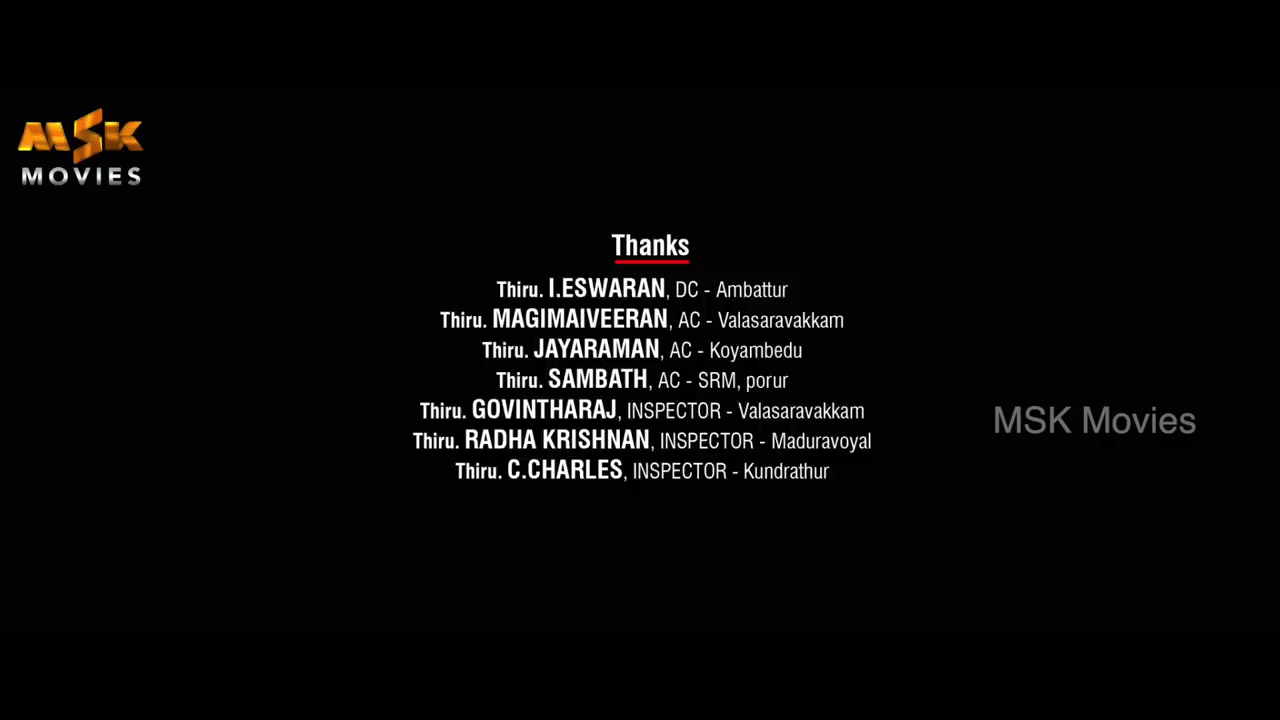 MSK
MOVIES
Thanks
Thiru. I.ESWARAN, DC - Ambattur
Thiru. MAGIMAIVEERAN, AC - Valasaravakkam
Thiru. JAYARAMAN, AC - Koyambedu
Thiru. SAMBATH, AC - SRM, porur
Thiru. GOVINTHARAJ, INSPECTOR - Valasaravakkam
Thiru. RADHA KRISHNAN, INSPECTOR - Maduravoyal
Thiru. C.CHARLES, INSPECTOR - Kundrathur
MSK Movies